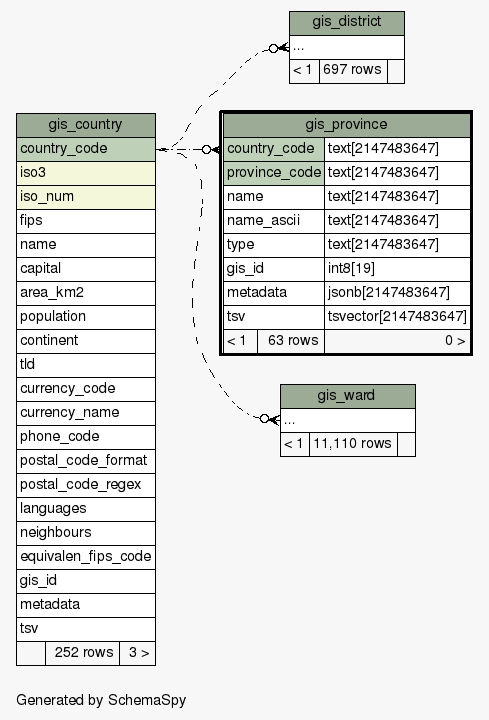 gis_district
...
< 1 697 rows
gis_country
country_code
iso3
iso_num
fips
name
capital
area_km2
population
continent
tld
currency_code
currency_name
phone_code
postal_code_format
postal_code_regex
languages
neighbours
equivalen_fips_code
gis_id
metadata
tsv
252 rows 3 >
gis_province
country_code text[2147483647]
province_code text[2147483647]
name text[2147483647]
name_ascii text[2147483647]
type text[2147483647]
gis_id int8[19]
metadata jsonb[2147483647]
tsv tsvector[2147483647]
< 1 63 rows 0 >
gis_ward
...
< 1 11,110 rows
Generated by SchemaSpy